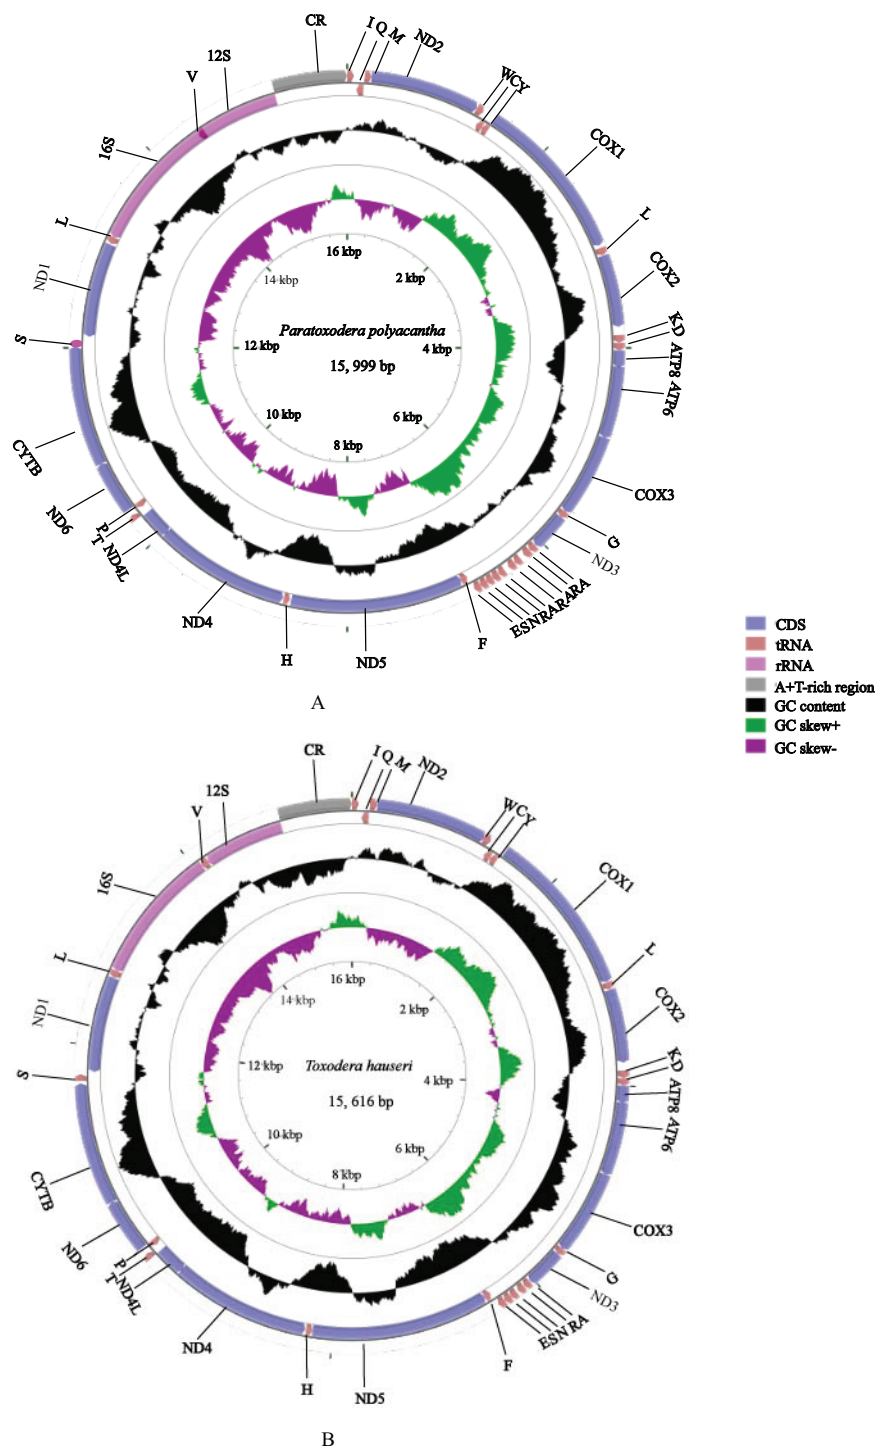 CR
I Q M
ND2
WCY
COX1
L
COX2
K D
ATP8 ATP6
COX3
G
ND3
ESNRARARA
F
ND5
H
ND4
ND4L
T
P
ND6
CYTB
S
ND1
L
16S
V
12S
16 kbp
2 kbp
4 kbp
6 kbp
8 kbp
10 kbp
12 kbp
14 kbp
Paratoxodera polyacantha
15, 999 bp
A
CDS
tRNA
rRNA
A+T-rich region
GC content
GC skew+
GC skew-
CR
I Q M
ND2
WCY
COX1
L
COX2
K D
ATP8 ATP6
COX3
G
ND3
ESNRA
F
ND5
H
ND4
ND4L
T
P
ND6
CYTB
S
ND1
L
16S
V
12S
16 kbp
2 kbp
4 kbp
6 kbp
8 kbp
10 kbp
12 kbp
14 kbp
Toxodera hauseri
15, 616 bp
B